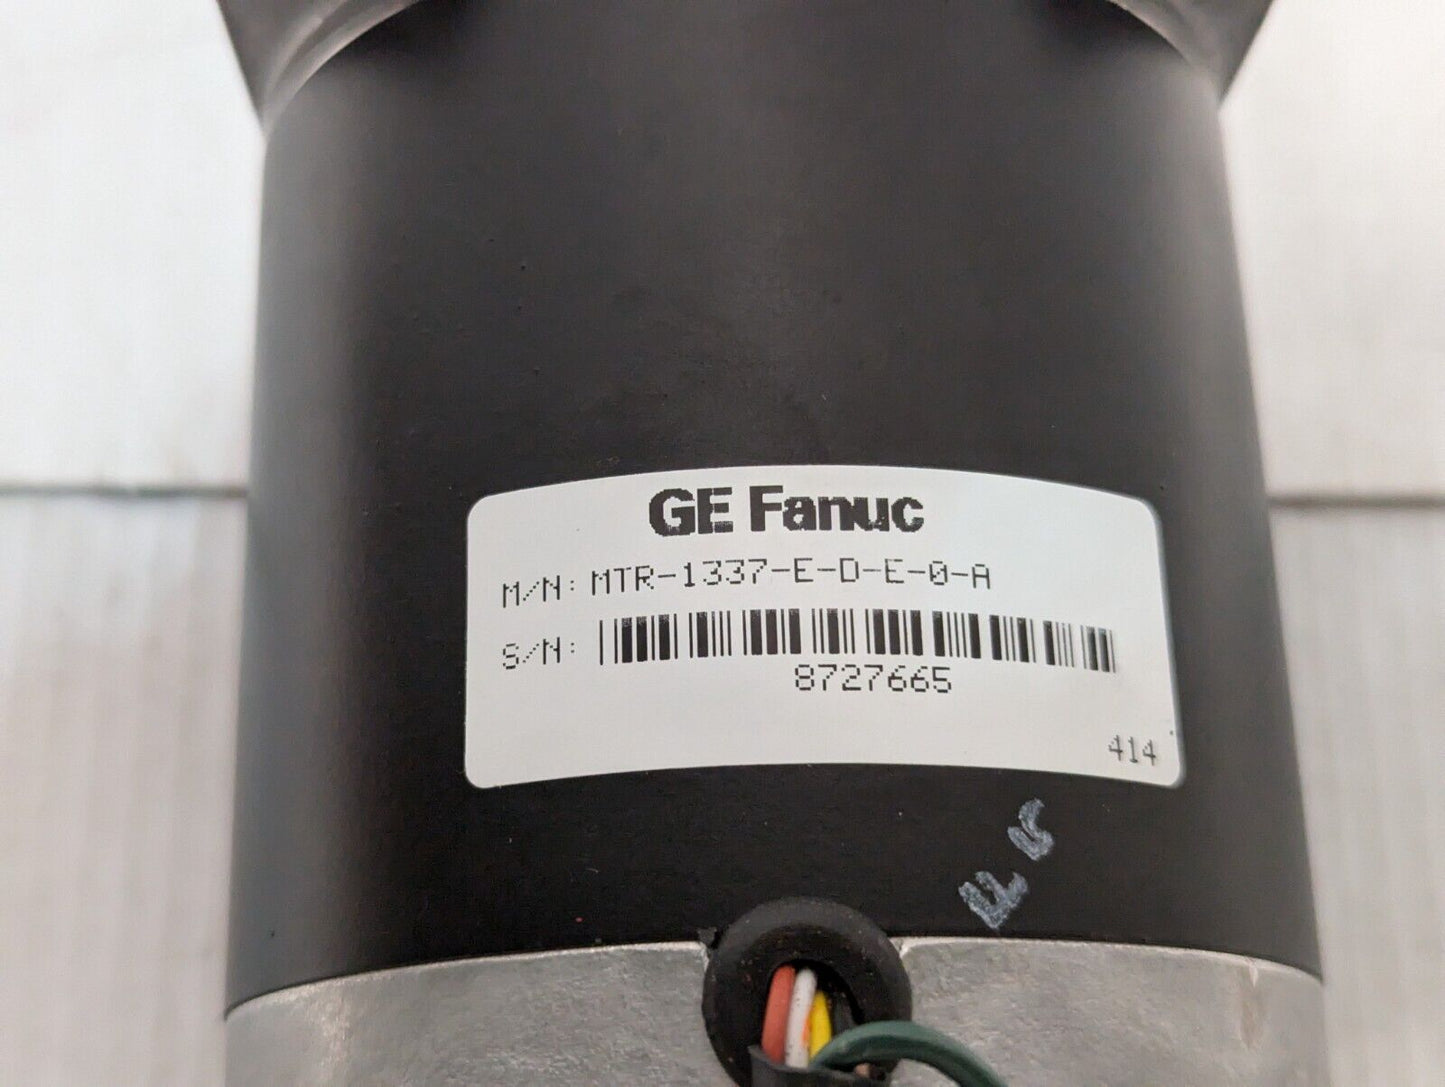 GE Fanuc
M/N: MTR-1337-E-D-E-0-A
S/N:
8727665
414